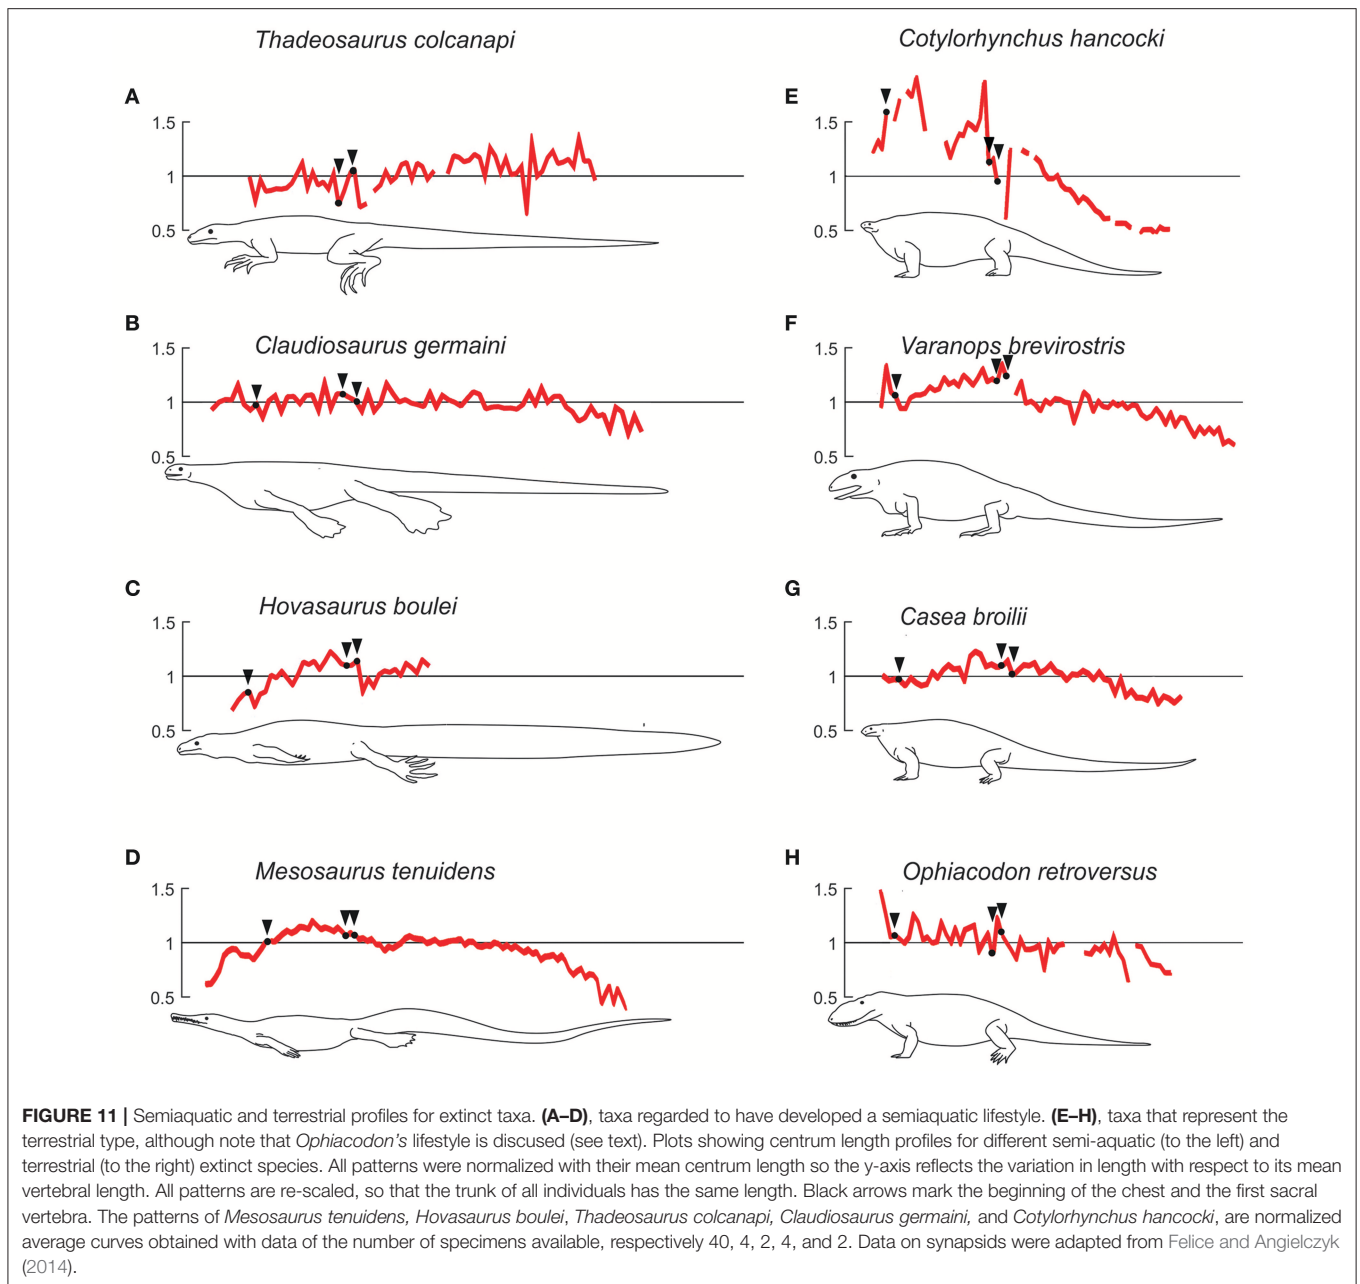 Thadeosaurus colcanapi
A
1.5
1
0.5
B
Claudiosaurus germaini
1.5
1
0.5
C
Hovasaurus boulei
1.5
1
0.5
D
Mesosaurus tenuidens
1.5
1
0.5
Cotylorhynchus hancocki
E
1.5
1
0.5
F
Varanops brevirostris
1.5
1
0.5
G
Casea broilii
1.5
1
0.5
H
Ophiacodon retroversus
1.5
1
0.5
FIGURE 11 | Semiaquatic and terrestrial profiles for extinct taxa. (A–D), taxa regarded to have developed a semiaquatic lifestyle. (E–H), taxa that represent the
terrestrial type, although note that Ophiacodon's lifestyle is discused (see text). Plots showing centrum length profiles for different semi-aquatic (to the left) and
terrestrial (to the right) extinct species. All patterns were normalized with their mean centrum length so the y-axis reflects the variation in length with respect to its mean
vertebral length. All patterns are re-scaled, so that the trunk of all individuals has the same length. Black arrows mark the beginning of the chest and the first sacral
vertebra. The patterns of Mesosaurus tenuidens, Hovasaurus boulei, Thadeosaurus colcanapi, Claudiosaurus germaini, and Cotylorhynchus hancocki, are normalized
average curves obtained with data of the number of specimens available, respectively 40, 4, 2, 4, and 2. Data on synapsids were adapted from Felice and Angielczyk
(2014).